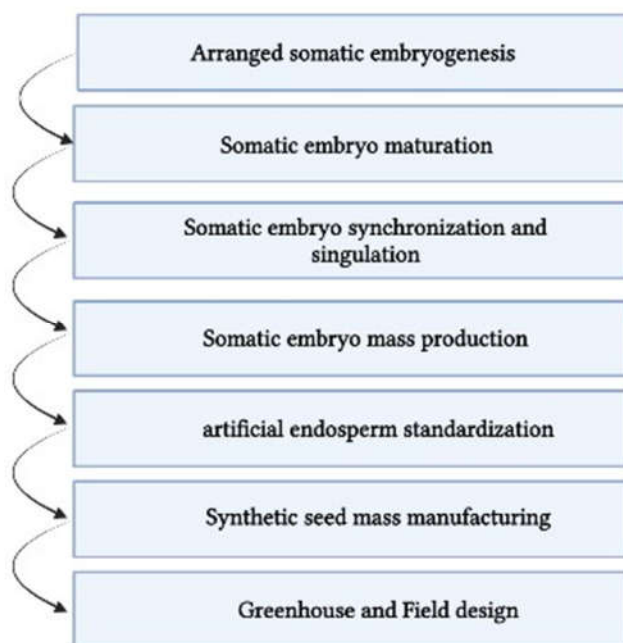 Arranged somatic embryogenesis
Somatic embryo maturation
Somatic embryo synchronization and
singulation
Somatic embryo mass production
artificial endosperm standardization
Synthetic seed mass manufacturing
Greenhouse and Field design